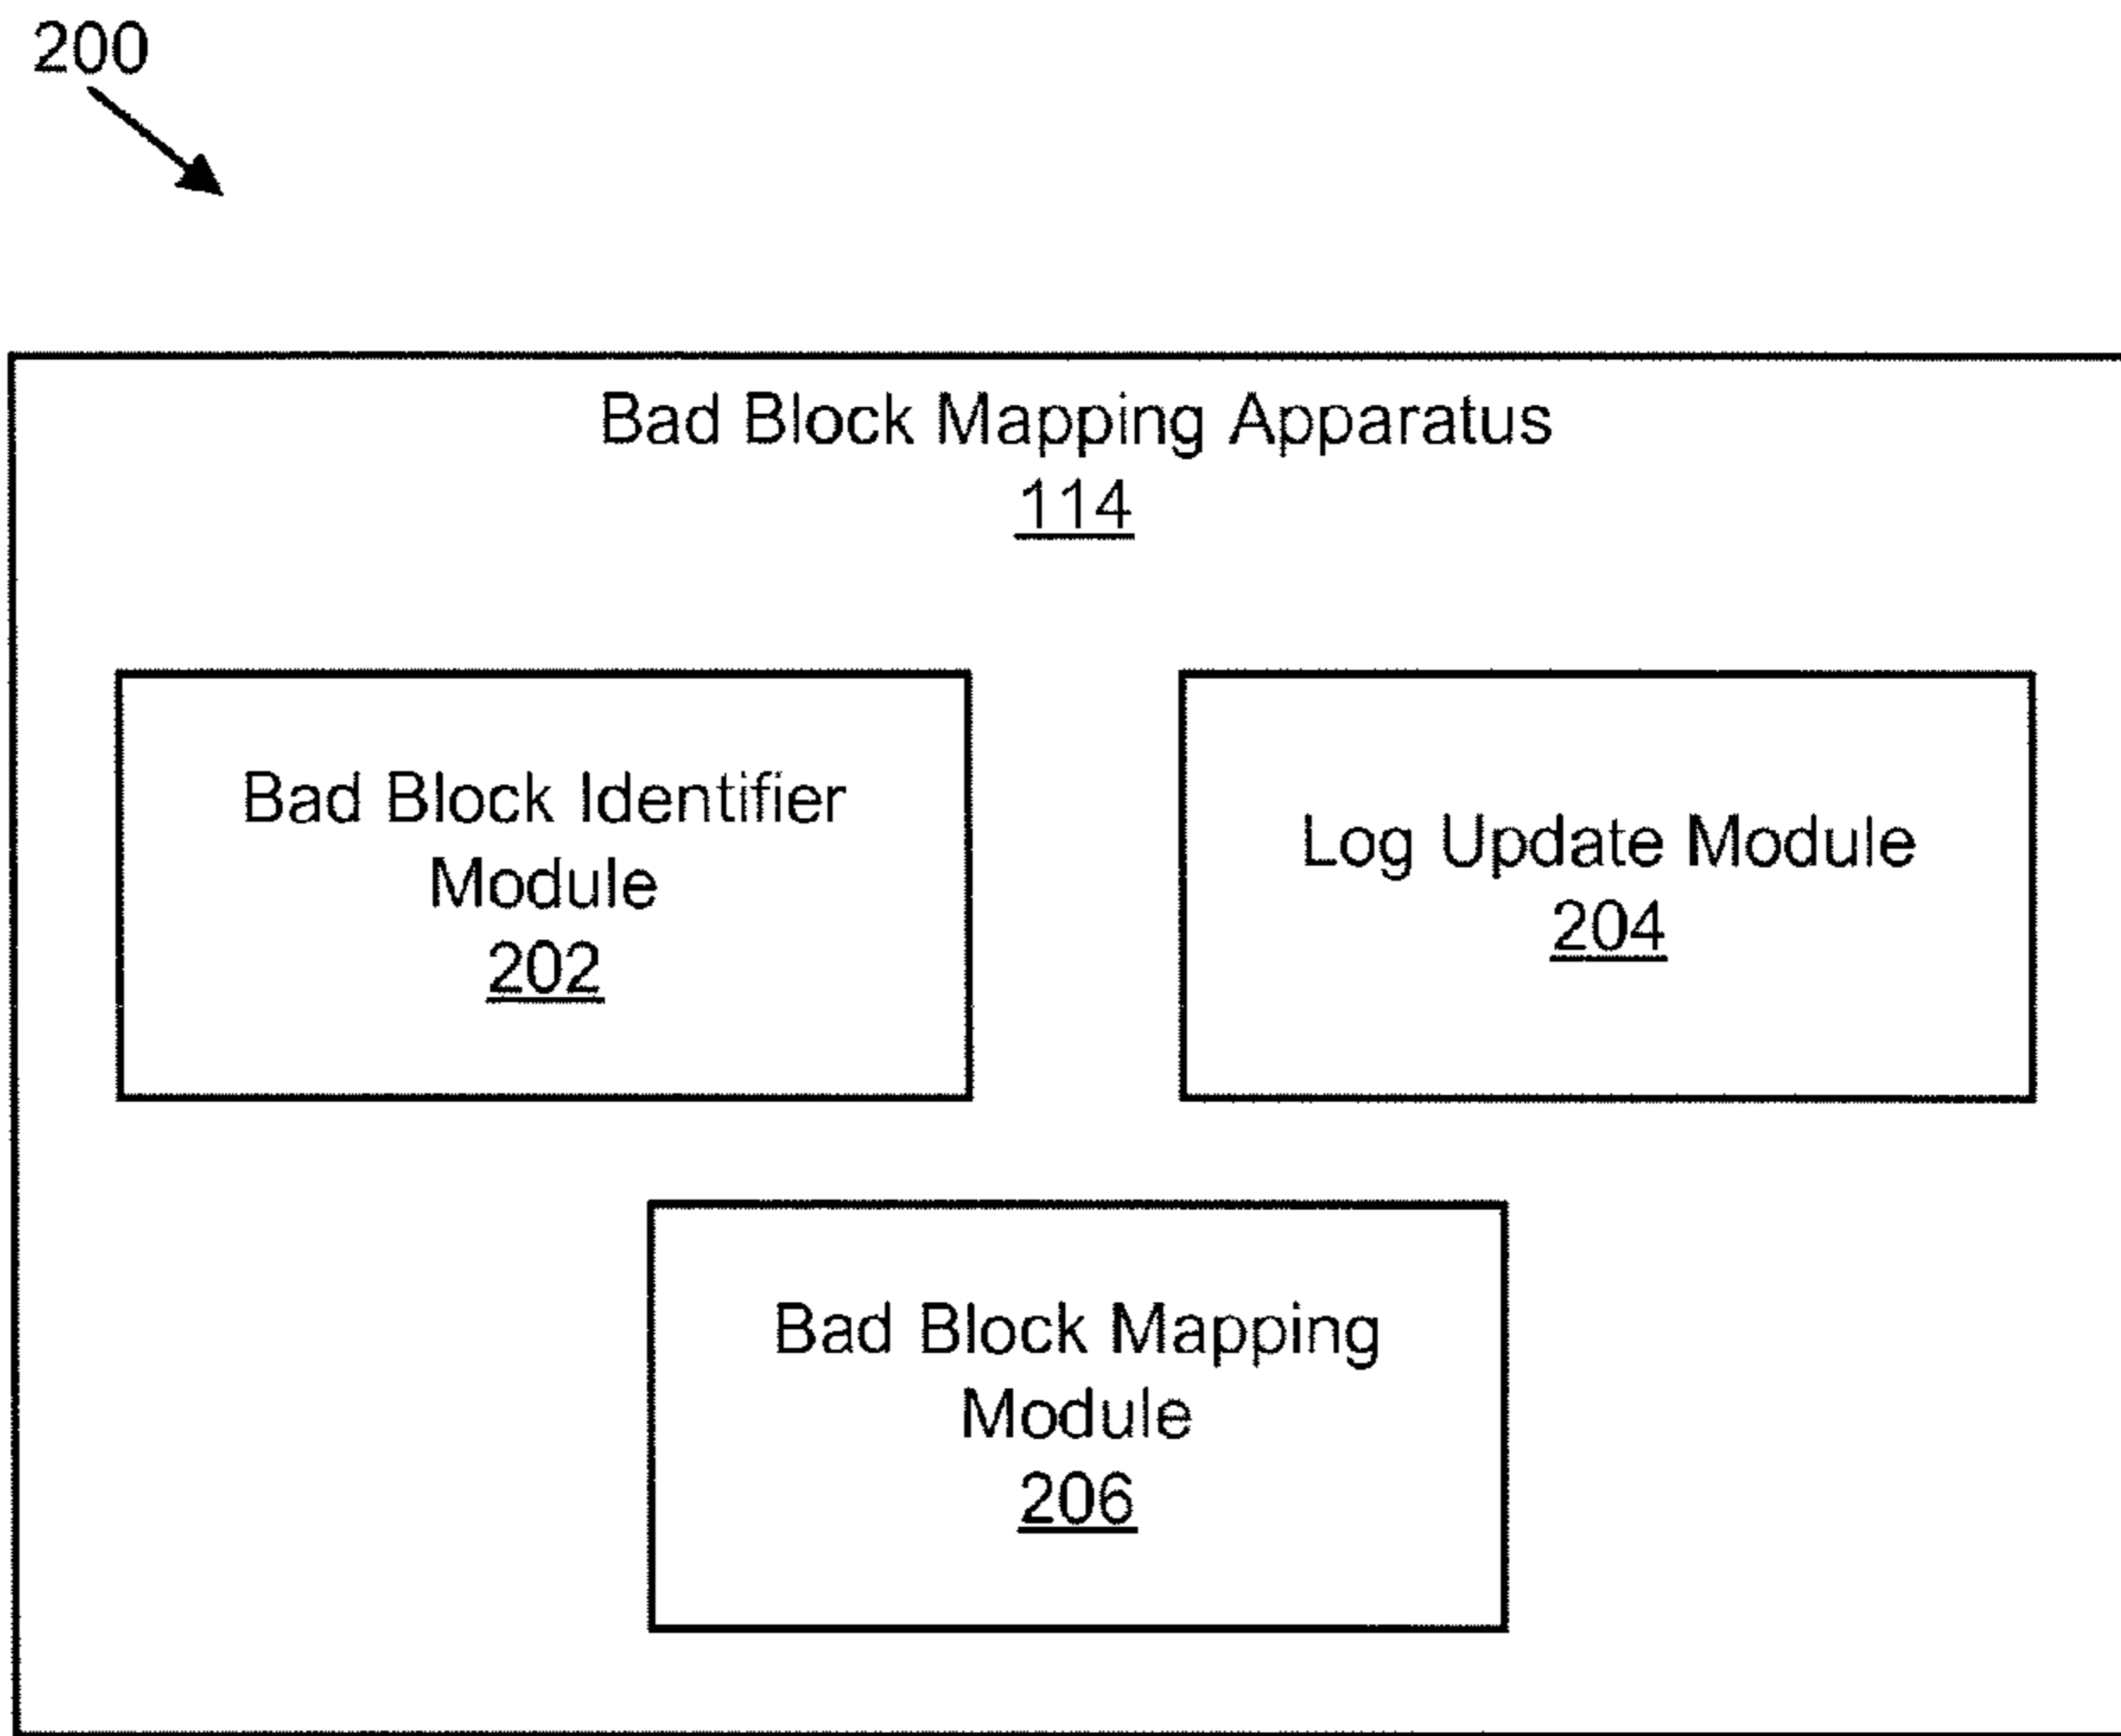 200
Bad Block Mapping Apparatus
114
Bad Block Identifier
Module
202
Log Update Module
204
Bad Block Mapping
Module
206